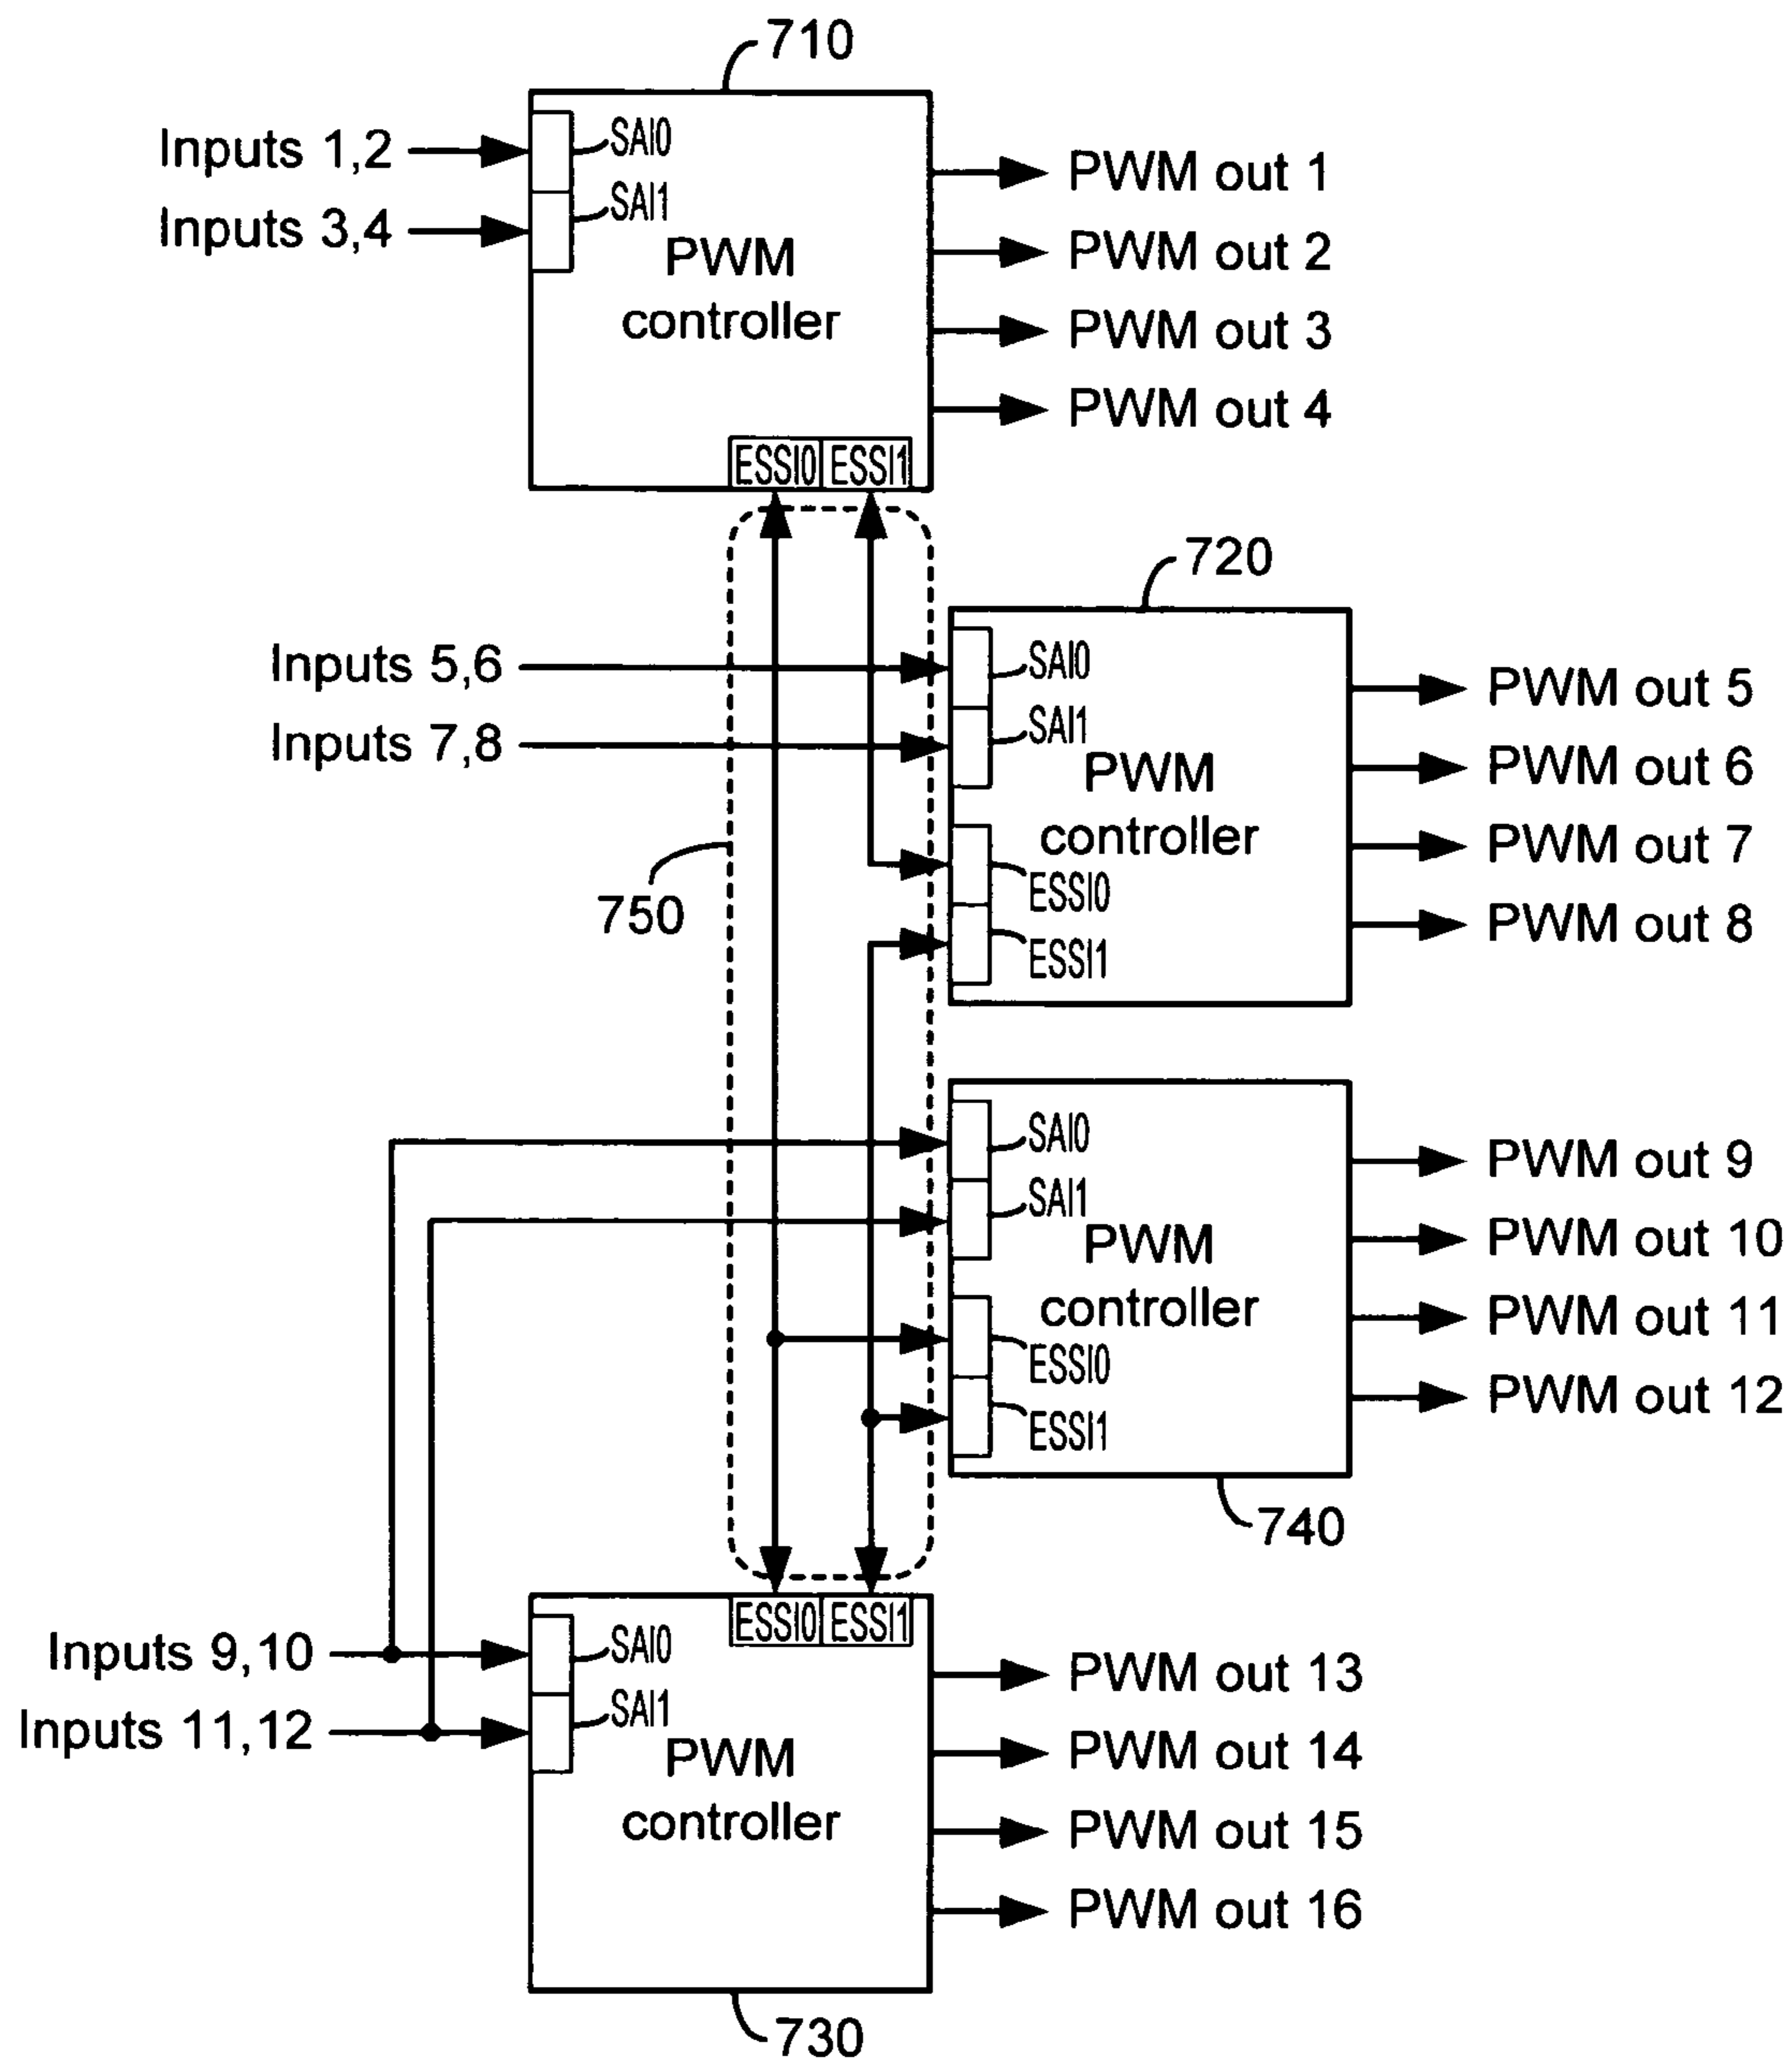 710
Inputs 1,2
SAI0
PWM out 1
Inputs 3,4
SAI1
PWM
controller
PWM out 2
PWM out 3
PWM out 4
ESSI0
ESSI1
720
Inputs 5,6
SAI0
PWM out 5
Inputs 7,8
SAI1
PWM
controller
PWM out 6
PWM out 7
750
ESSI0
PWM out 8
ESSI1
SAI0
PWM out 9
SAI1
PWM
controller
PWM out 10
PWM out 11
ESSI0
PWM out 12
ESSI1
740
ESSI0
ESSI1
Inputs 9,10
SAI0
PWM out 13
Inputs 11,12
SAI1
PWM
controller
PWM out 14
PWM out 15
PWM out 16
730